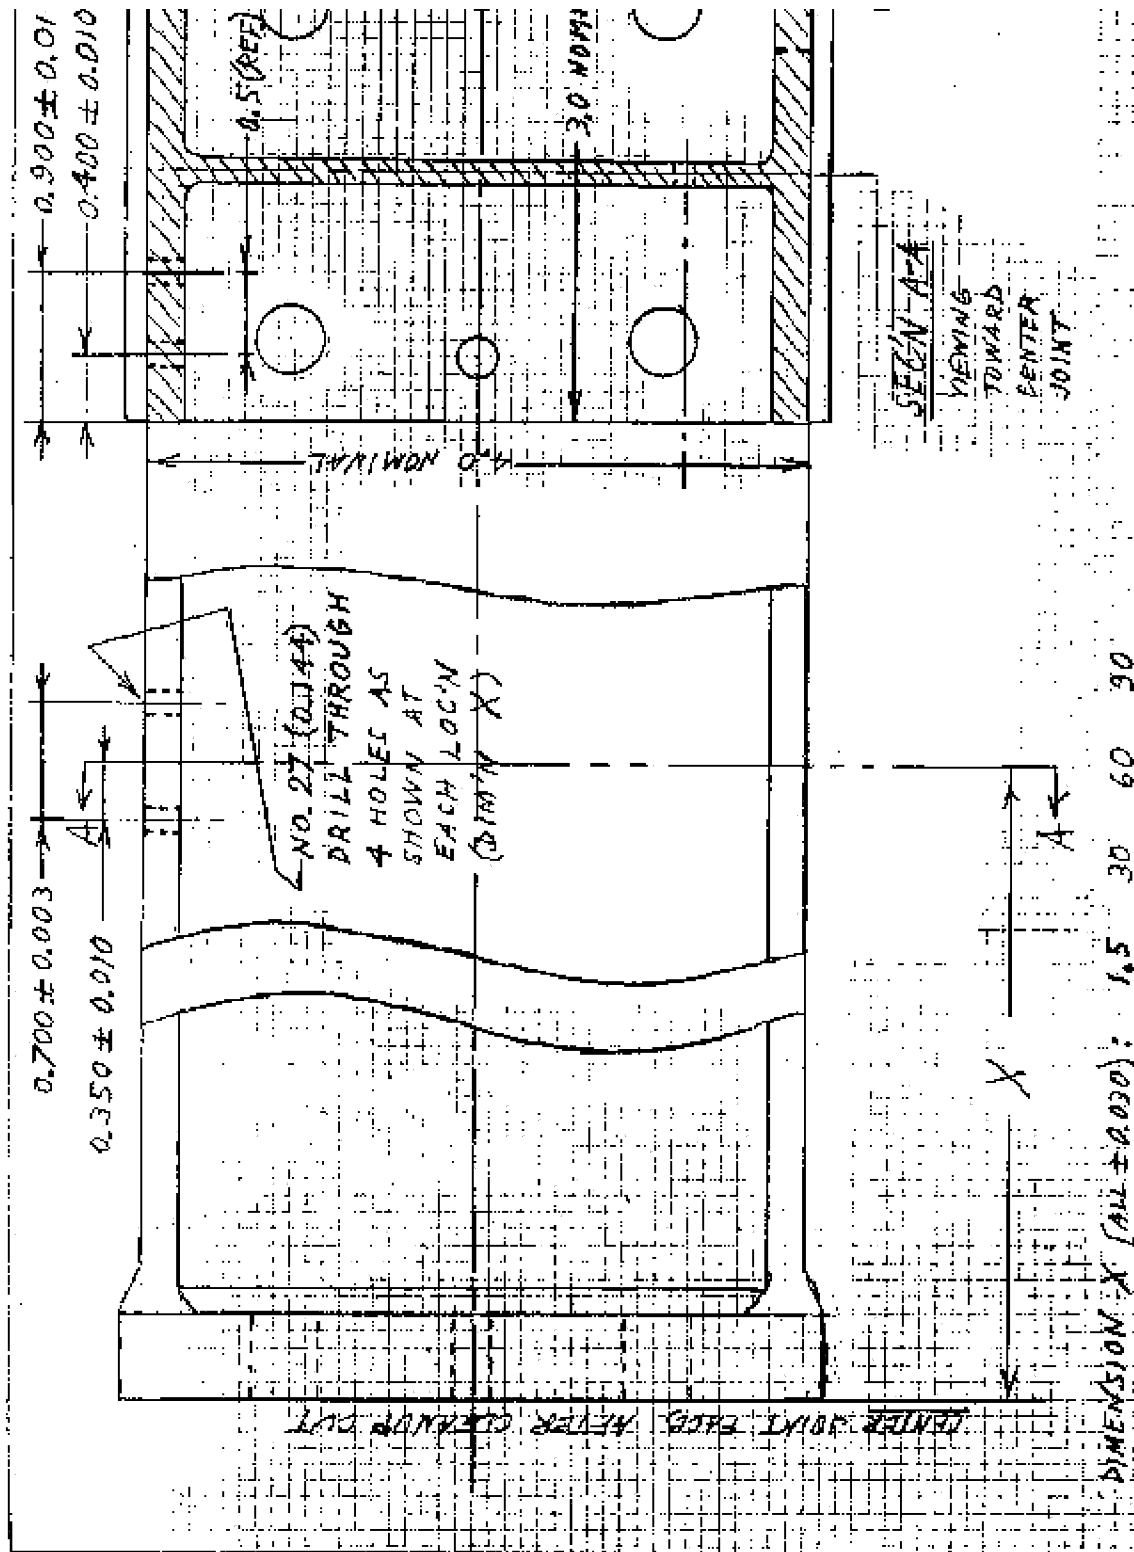 0.900 ± 0.01
0.400 ± 0.010
0.5 (REF)
3.0 NOMI
4.0 NOMINAL
SEC'N A-A
VIEWING
TOWARD
CENTER
JOINT
0.700 ± 0.003
0.350 ± 0.010
A
NO. 27 (0.144)
DRILL THROUGH
4 HOLES AS
SHOWN AT
EACH LOC'N
(DIM'N X)
A
X
CENTER JOINT FACE AFTER CLEANUP CUT
DIMENSION X (ALL ± 0.030): 1.5 30 60 90